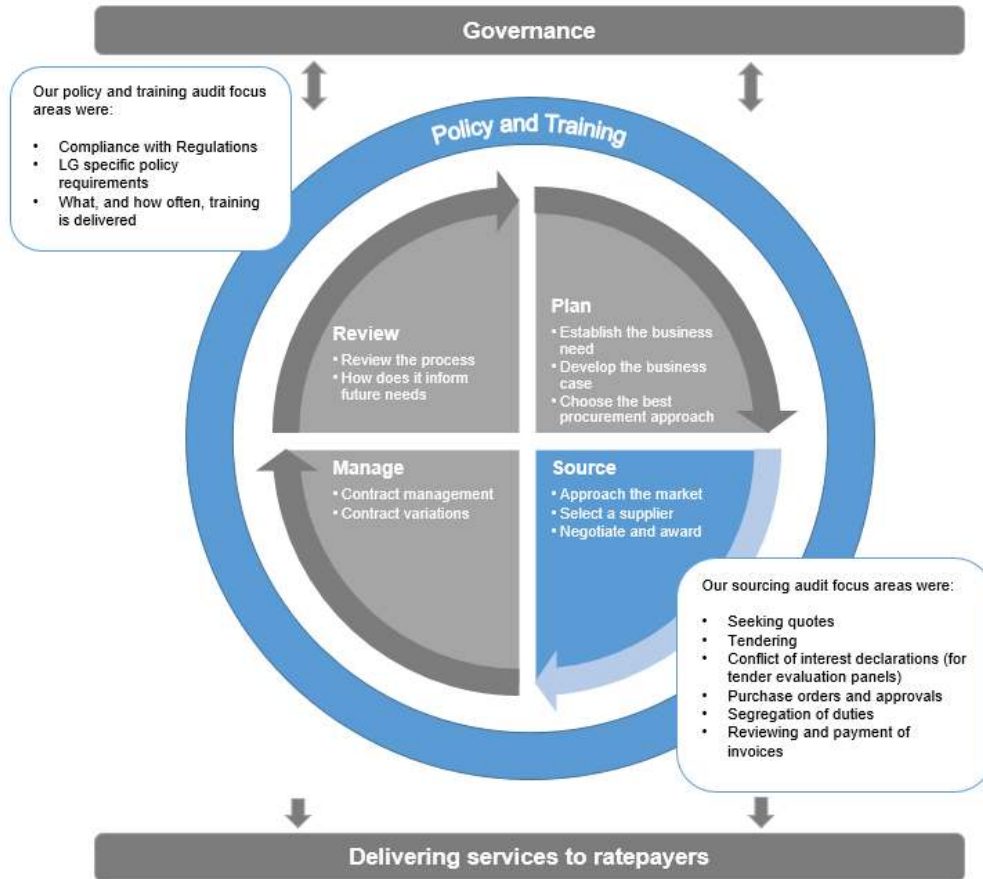 Governance
Our policy and training audit focus
areas were:
• Compliance with Regulations
• LG specific policy
requirements
• What, and how often, training
is delivered
Policy and Training
Review
• Review the process
• How does it inform
future needs
Plan
• Establish the business
need
• Develop the business
case
• Choose the best
procurement approach
Manage
• Contract management
• Contract variations
Source
• Approach the market
• Select a supplier
• Negotiate and award
Our sourcing audit focus areas were:
• Seeking quotes
• Tendering
• Conflict of interest declarations (for
tender evaluation panels)
• Purchase orders and approvals
• Segregation of duties
• Reviewing and payment of
invoices
Delivering services to ratepayers